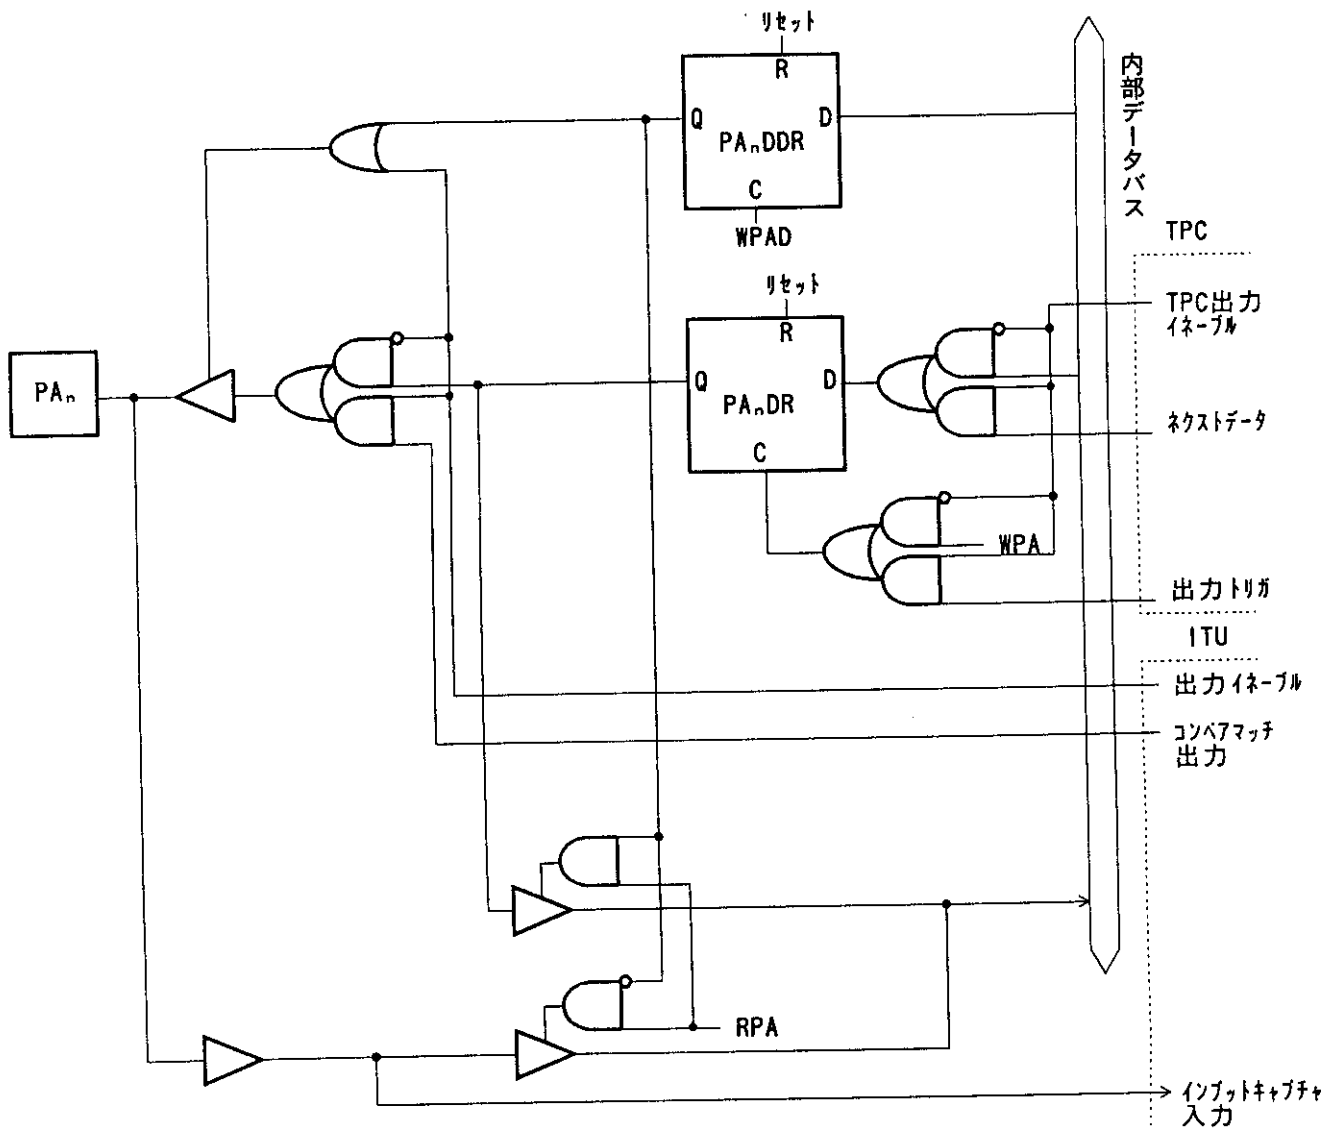 リセット
R
Q
D
PAₙDDR
C
WPAD
内部データバス
TPC
リセット
R
Q
D
PAₙDR
C
TPC出力
イネーブル
PAₙ
ネクストデータ
WPA
出力トリガ
ITU
出力イネーブル
コンペアマッチ
出力
RPA
インプットキャプチャ
入力